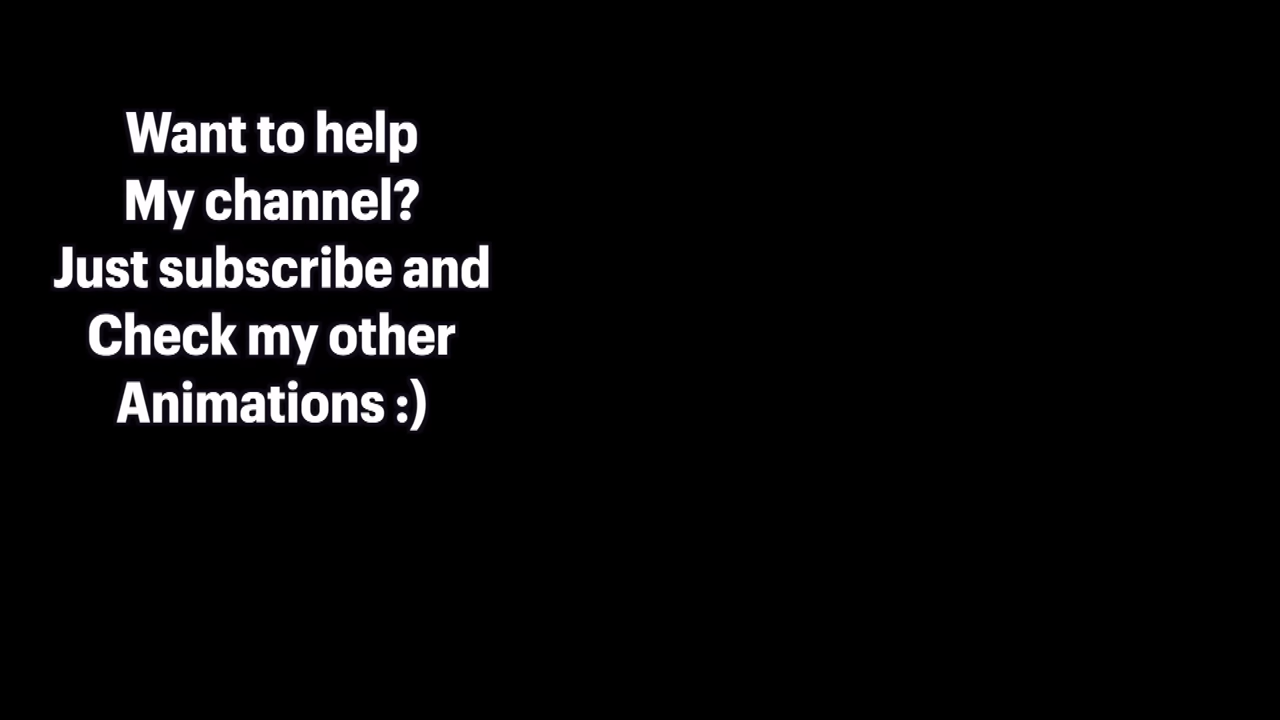 Want to help
My channel?
Just subscribe and
Check my other
Animations :)